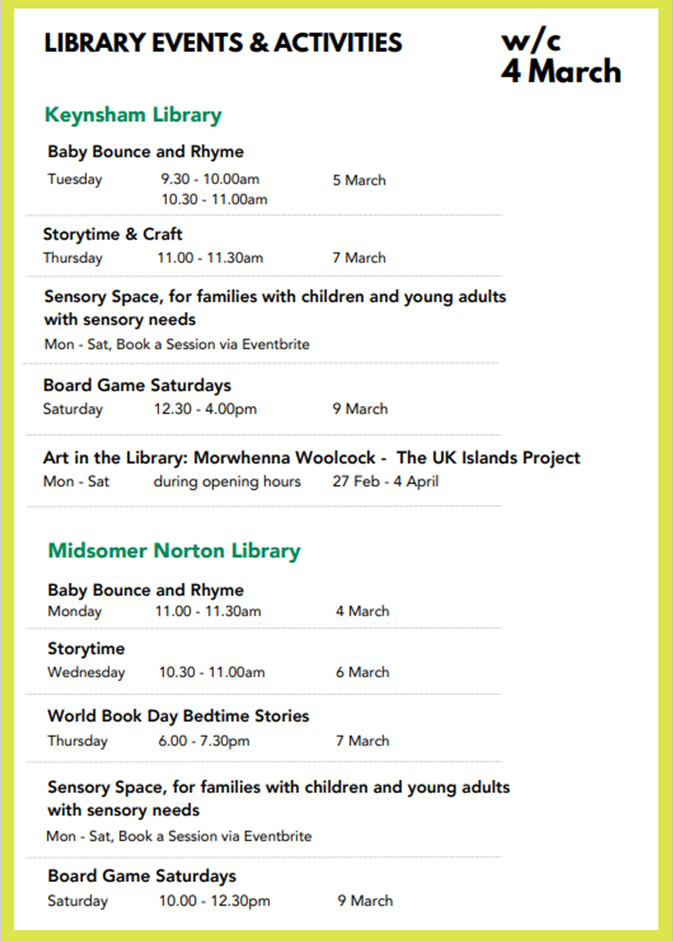 LIBRARY EVENTS & ACTIVITIES
w/c
4 March
Keynsham Library
Baby Bounce and Rhyme
Tuesday 9.30 - 10.00am 5 March
10.30 - 11.00am
Storytime & Craft
Thursday 11.00 - 11.30am 7 March
Sensory Space, for families with children and young adults
with sensory needs
Mon - Sat, Book a Session via Eventbrite
Board Game Saturdays
Saturday 12.30 - 4.00pm 9 March
Art in the Library: Morwhenna Woolcock - The UK Islands Project
Mon - Sat during opening hours 27 Feb - 4 April
Midsomer Norton Library
Baby Bounce and Rhyme
Monday 11.00 - 11.30am 4 March
Storytime
Wednesday 10.30 - 11.00am 6 March
World Book Day Bedtime Stories
Thursday 6.00 - 7.30pm 7 March
Sensory Space, for families with children and young adults
with sensory needs
Mon - Sat, Book a Session via Eventbrite
Board Game Saturdays
Saturday 10.00 - 12.30pm 9 March